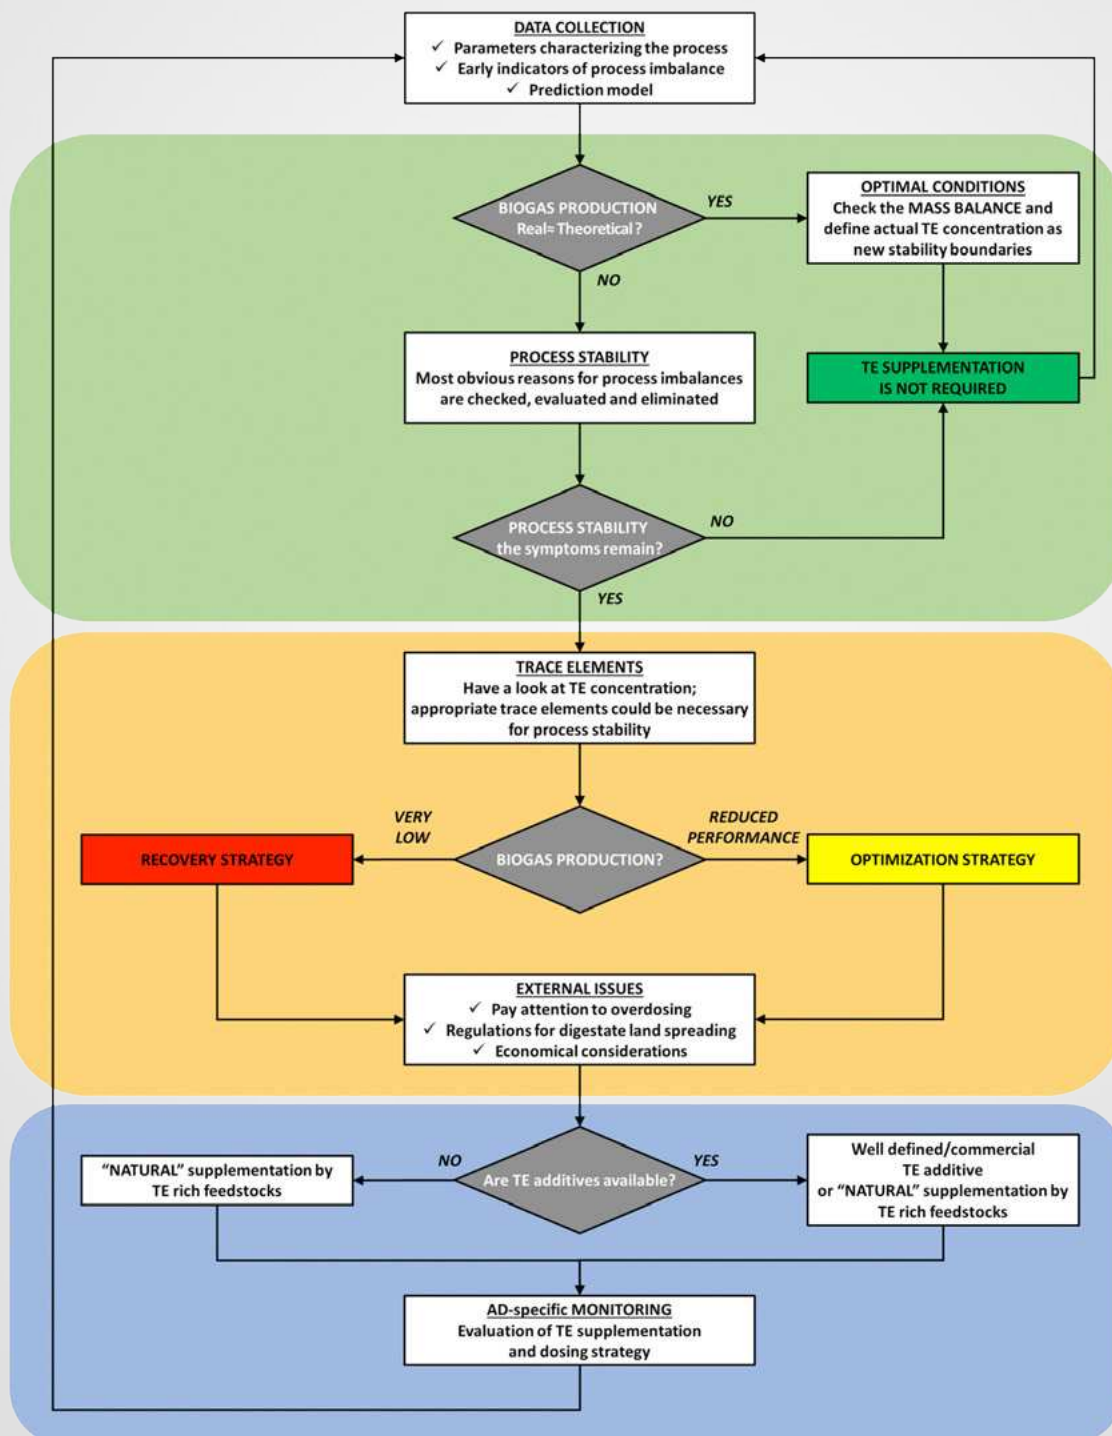 DATA COLLECTION
✓ Parameters characterizing the process
✓ Early indicators of process imbalance
✓ Prediction model
BIOGAS PRODUCTION
Real≈ Theoretical ?
YES
OPTIMAL CONDITIONS
Check the MASS BALANCE and
define actual TE concentration as
new stability boundaries
NO
PROCESS STABILITY
Most obvious reasons for process imbalances
are checked, evaluated and eliminated
TE SUPPLEMENTATION
IS NOT REQUIRED
PROCESS STABILITY
the symptoms remain?
NO
YES
TRACE ELEMENTS
Have a look at TE concentration;
appropriate trace elements could be necessary
for process stability
VERY
LOW
REDUCED
PERFORMANCE
RECOVERY STRATEGY
BIOGAS PRODUCTION?
OPTIMIZATION STRATEGY
EXTERNAL ISSUES
✓ Pay attention to overdosing
✓ Regulations for digestate land spreading
✓ Economical considerations
"NATURAL" supplementation by
TE rich feedstocks
NO
Are TE additives available?
YES
Well defined/commercial
TE additive
or "NATURAL" supplementation by
TE rich feedstocks
AD-specific MONITORING
Evaluation of TE supplementation
and dosing strategy